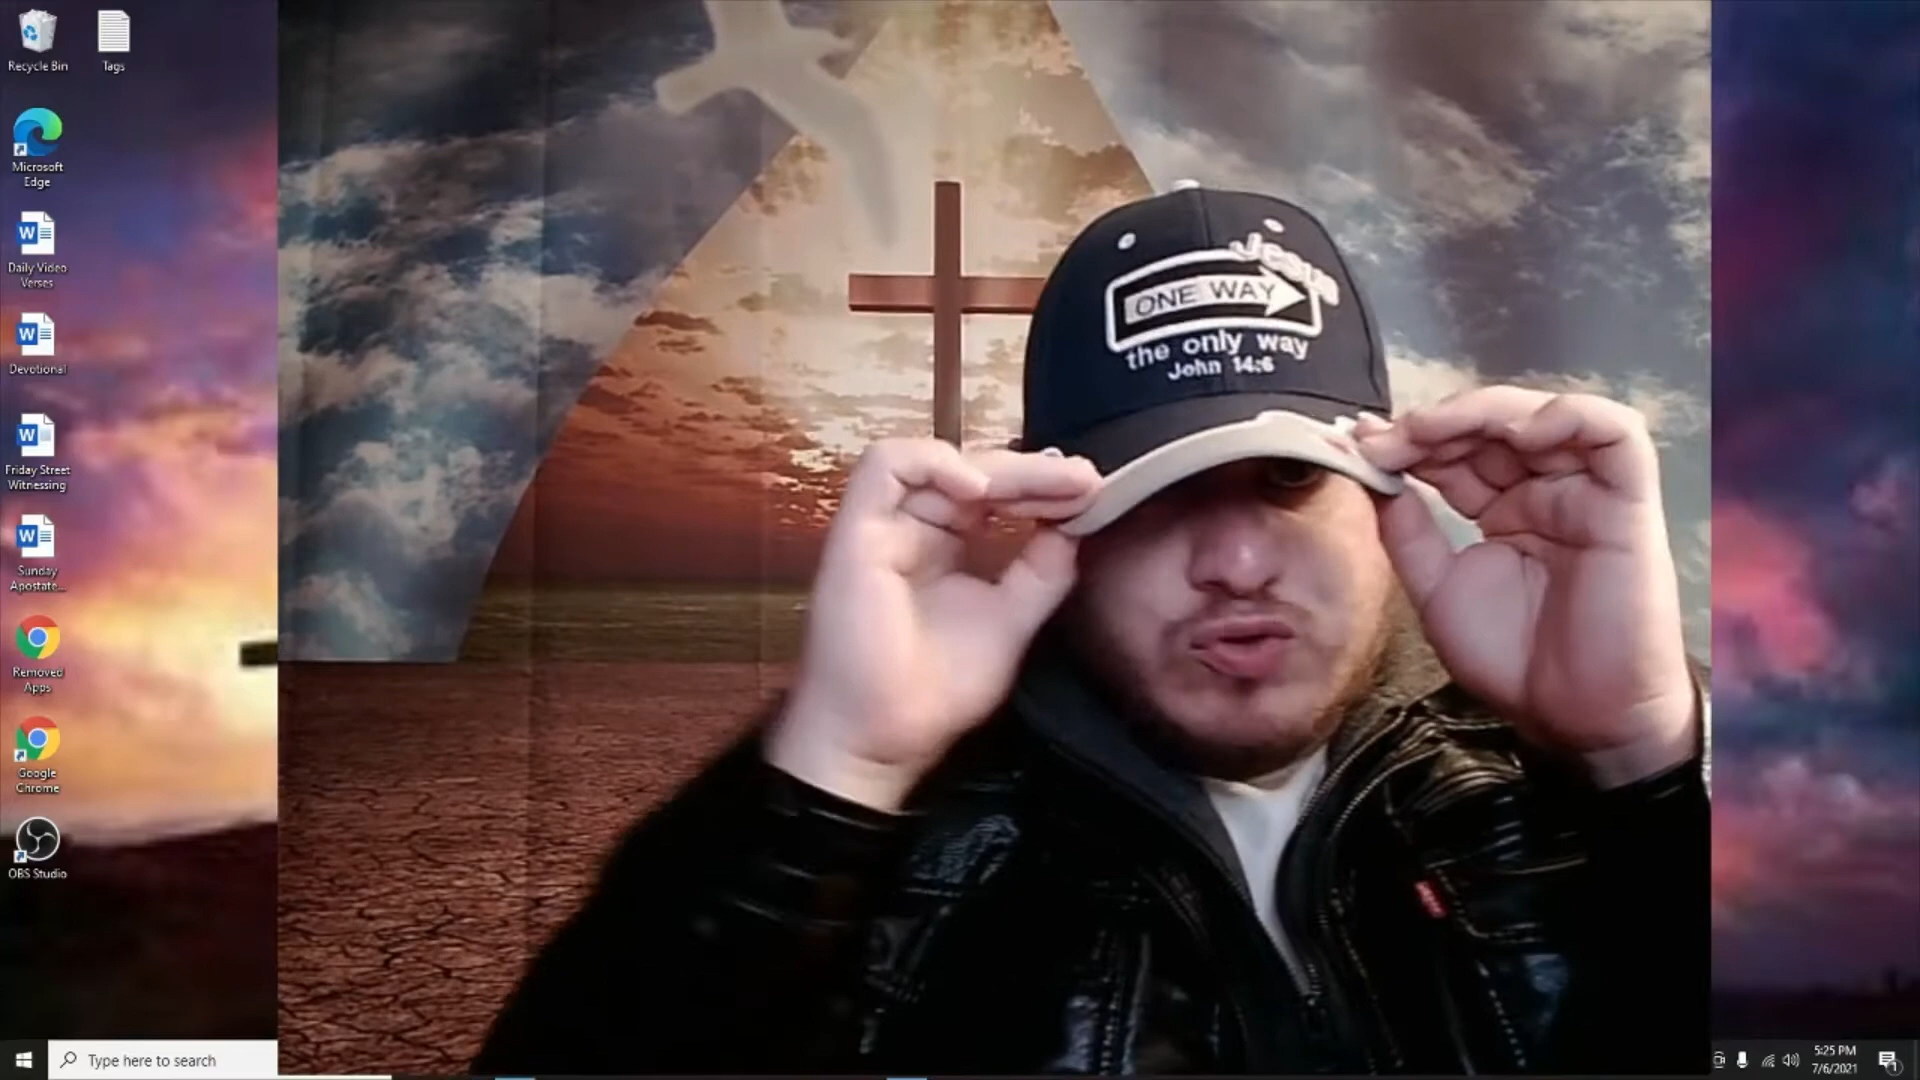 Recycle Bin
Tags
Microsoft
Edge
Daily Video
Verses
Devotional
Friday Street
Witnessing
Sunday
Apostate...
Removed
Apps
Google
Chrome
OBS Studio
Jesus
ONE WAY
the only way
John 14:6
Type here to search
5:25 PM
7/6/2021